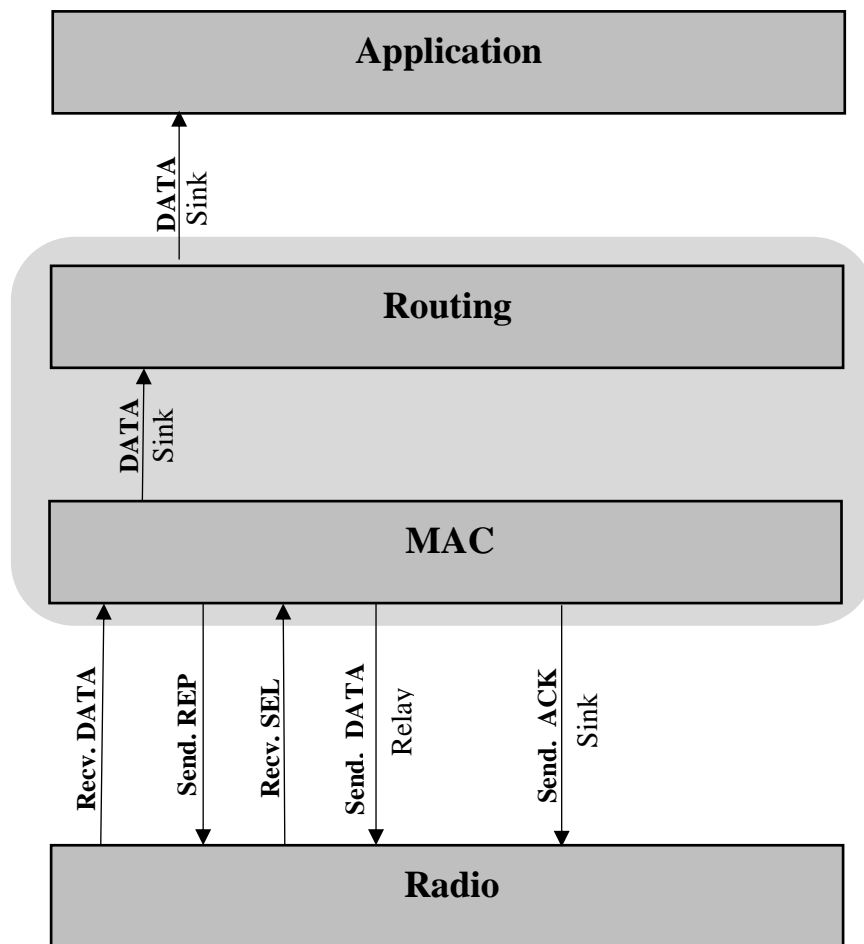 Application
DATA
Sink
Routing
DATA
Sink
MAC
Recv. DATA
Send. REP
Recv. SEL
Send. DATA
Relay
Send. ACK
Sink
Radio